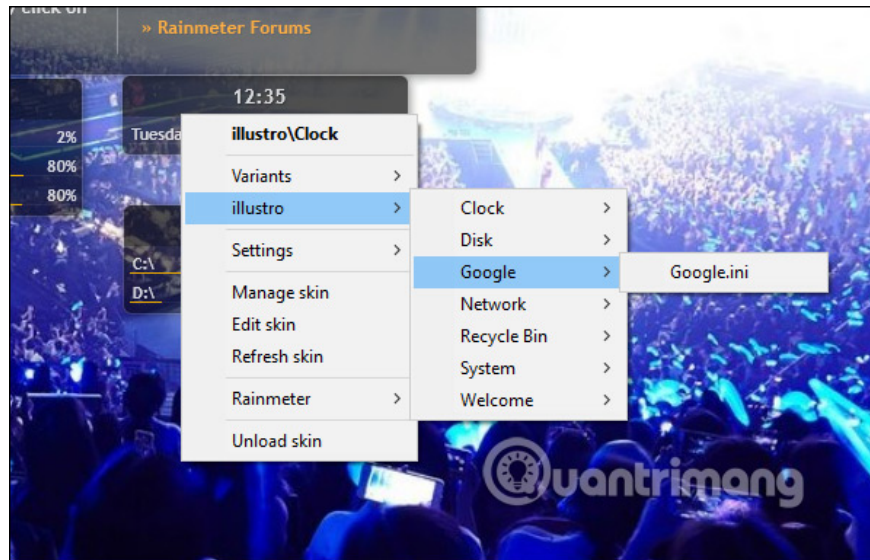 click on
» Rainmeter Forums
12:35
2%
Tuesda
80%
80%
C:\
D:\
illustro\Clock
Variants
illustro
Settings
Manage skin
Edit skin
Refresh skin
Rainmeter
Unload skin
Clock
Disk
Google
Network
Recycle Bin
System
Welcome
Google.ini
Quantrimang